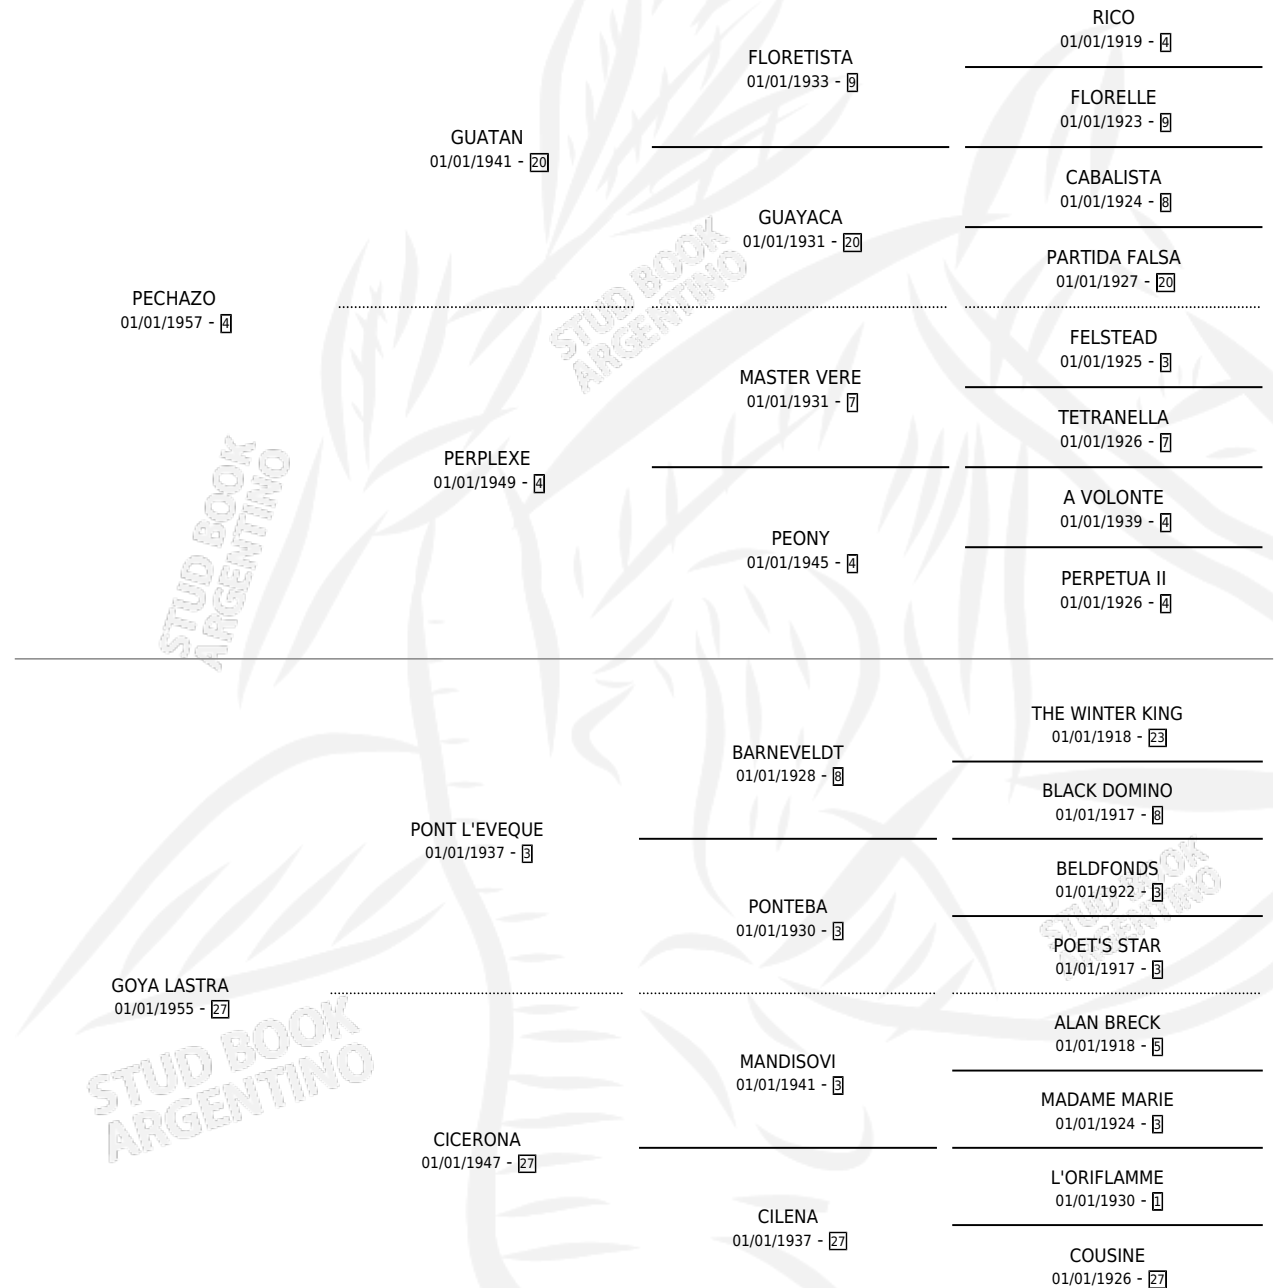 RICO
01/01/1919 - 4
FLORETISTA
01/01/1933 - 9
FLORELLE
01/01/1923 - 9
GUATAN
01/01/1941 - 20
CABALISTA
01/01/1924 - 8
GUAYACA
01/01/1931 - 20
PARTIDA FALSA
01/01/1927 - 20
PECHAZO
01/01/1957 - 4
STUD BOOK
ARGENTINO
FELSTEAD
01/01/1925 - 3
MASTER VERE
01/01/1931 - 7
TETRANELLA
01/01/1926 - 7
PERPLEXE
01/01/1949 - 4
A VOLONTE
01/01/1939 - 4
PEONY
01/01/1945 - 4
PERPETUA II
01/01/1926 - 4
STUD BOOK
ARGENTINO
THE WINTER KING
01/01/1918 - 23
BARNEVELDT
01/01/1928 - 8
BLACK DOMINO
01/01/1917 - 8
PONT L'EVEQUE
01/01/1937 - 3
BELDFONDS
01/01/1922 - 3
PONTEBA
01/01/1930 - 3
POET'S STAR
01/01/1917 - 3
STUD BOOK
ARGENTINO
GOYA LASTRA
01/01/1955 - 27
ALAN BRECK
01/01/1918 - 5
MANDISOVI
01/01/1941 - 3
MADAME MARIE
01/01/1924 - 3
STUD BOOK
ARGENTINO
CICERONA
01/01/1947 - 27
L'ORIFLAMME
01/01/1930 - 1
CILENA
01/01/1937 - 27
COUSINE
01/01/1926 - 27